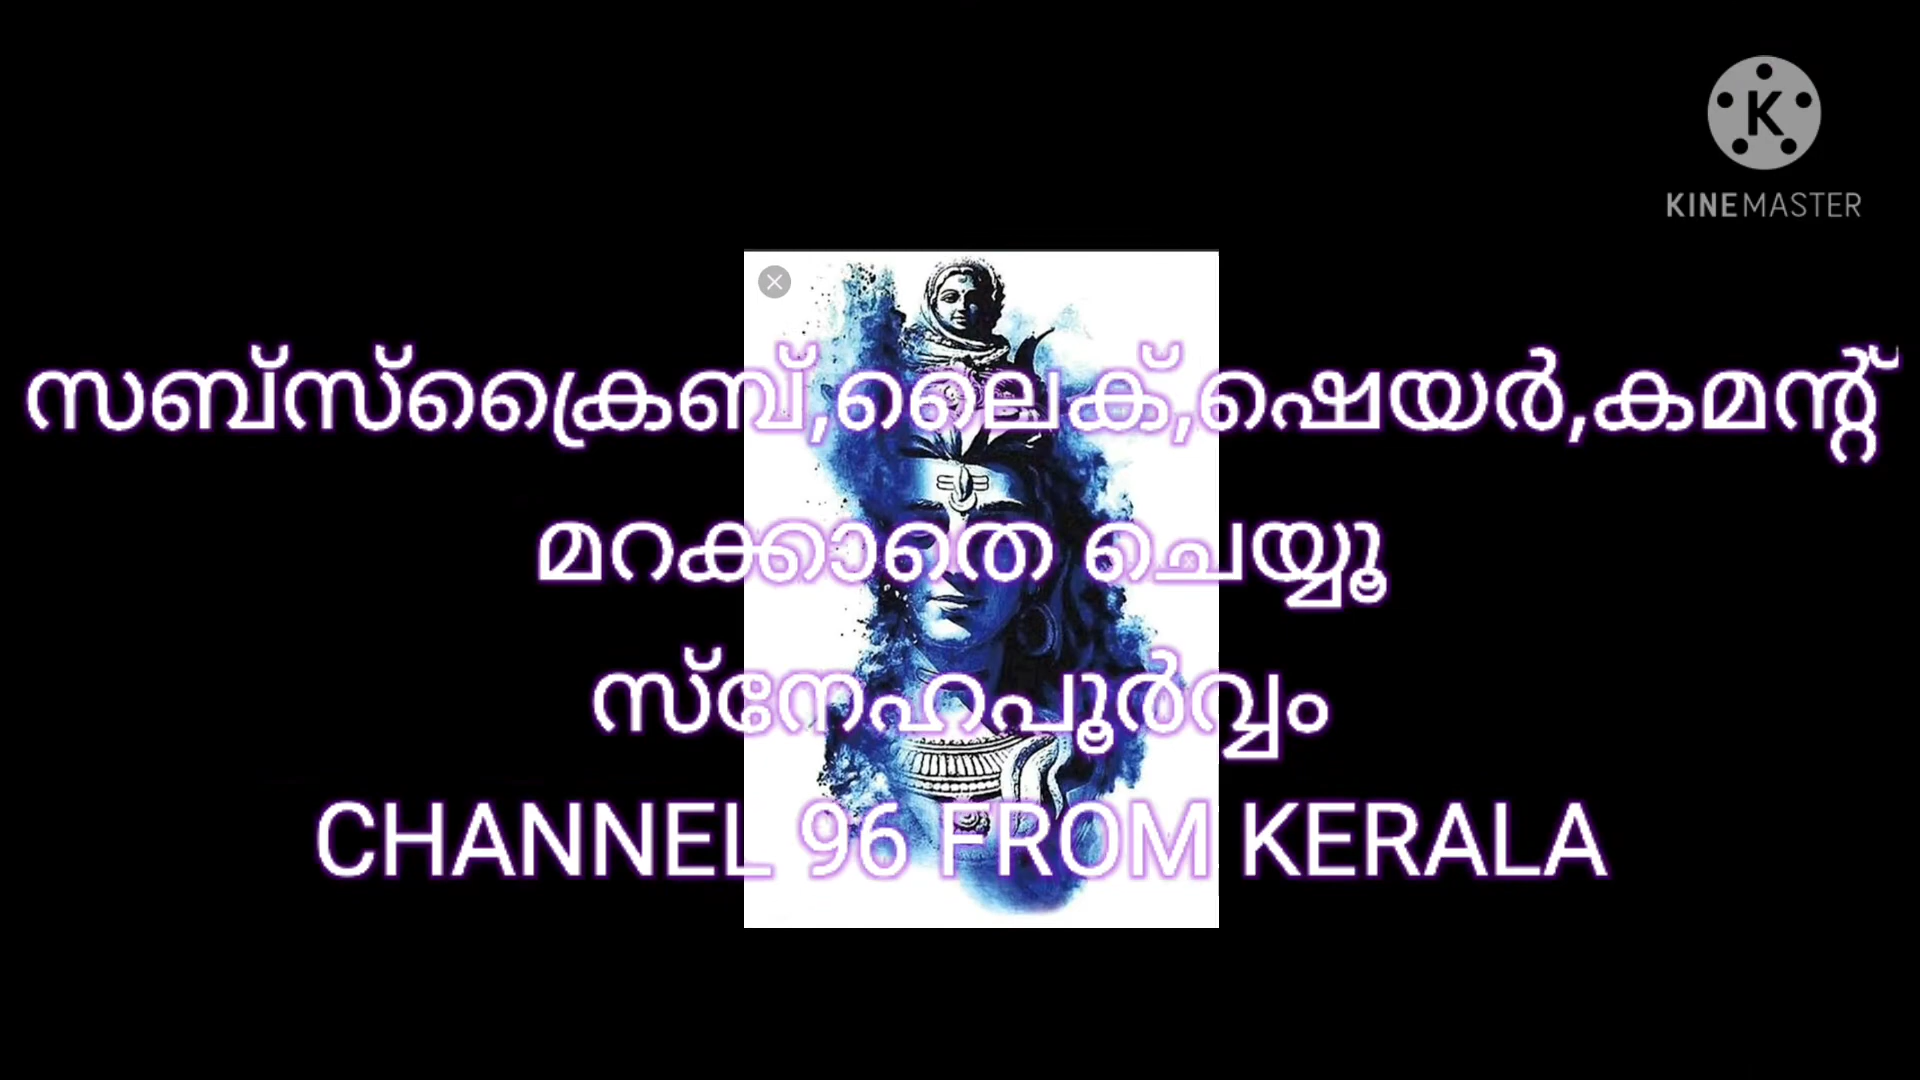 K
KINEMASTER
സബ്സ്ക്രൈബ്,ലൈക്,ഷെയർ,കമന്റ്
മറക്കാതെ ചെയ്യൂ
സ്നേഹപൂർവ്വം
CHANNEL 96 FROM KERALA